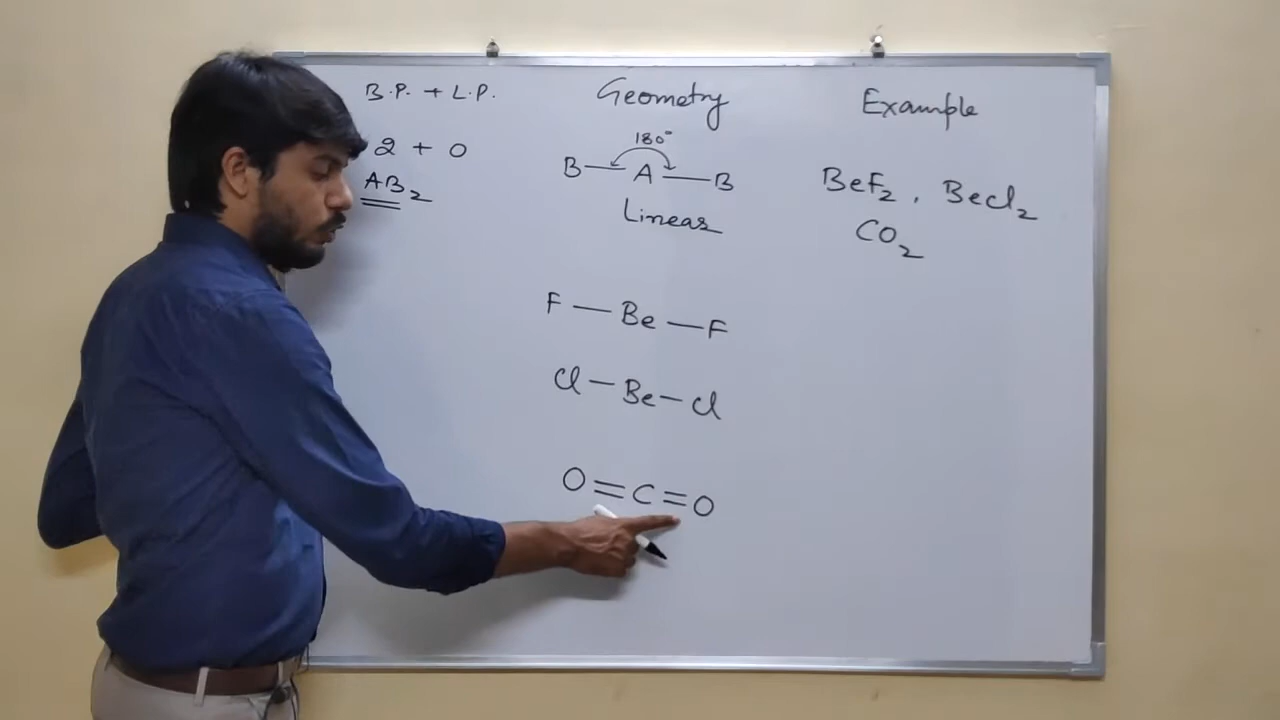 B.P. + L.P. Geometry Example
2 + 0
AB₂
180°
B—A—B
Linear
BeF₂, BeCl₂
CO₂
F—Be—F
Cl—Be—Cl
O=C=O